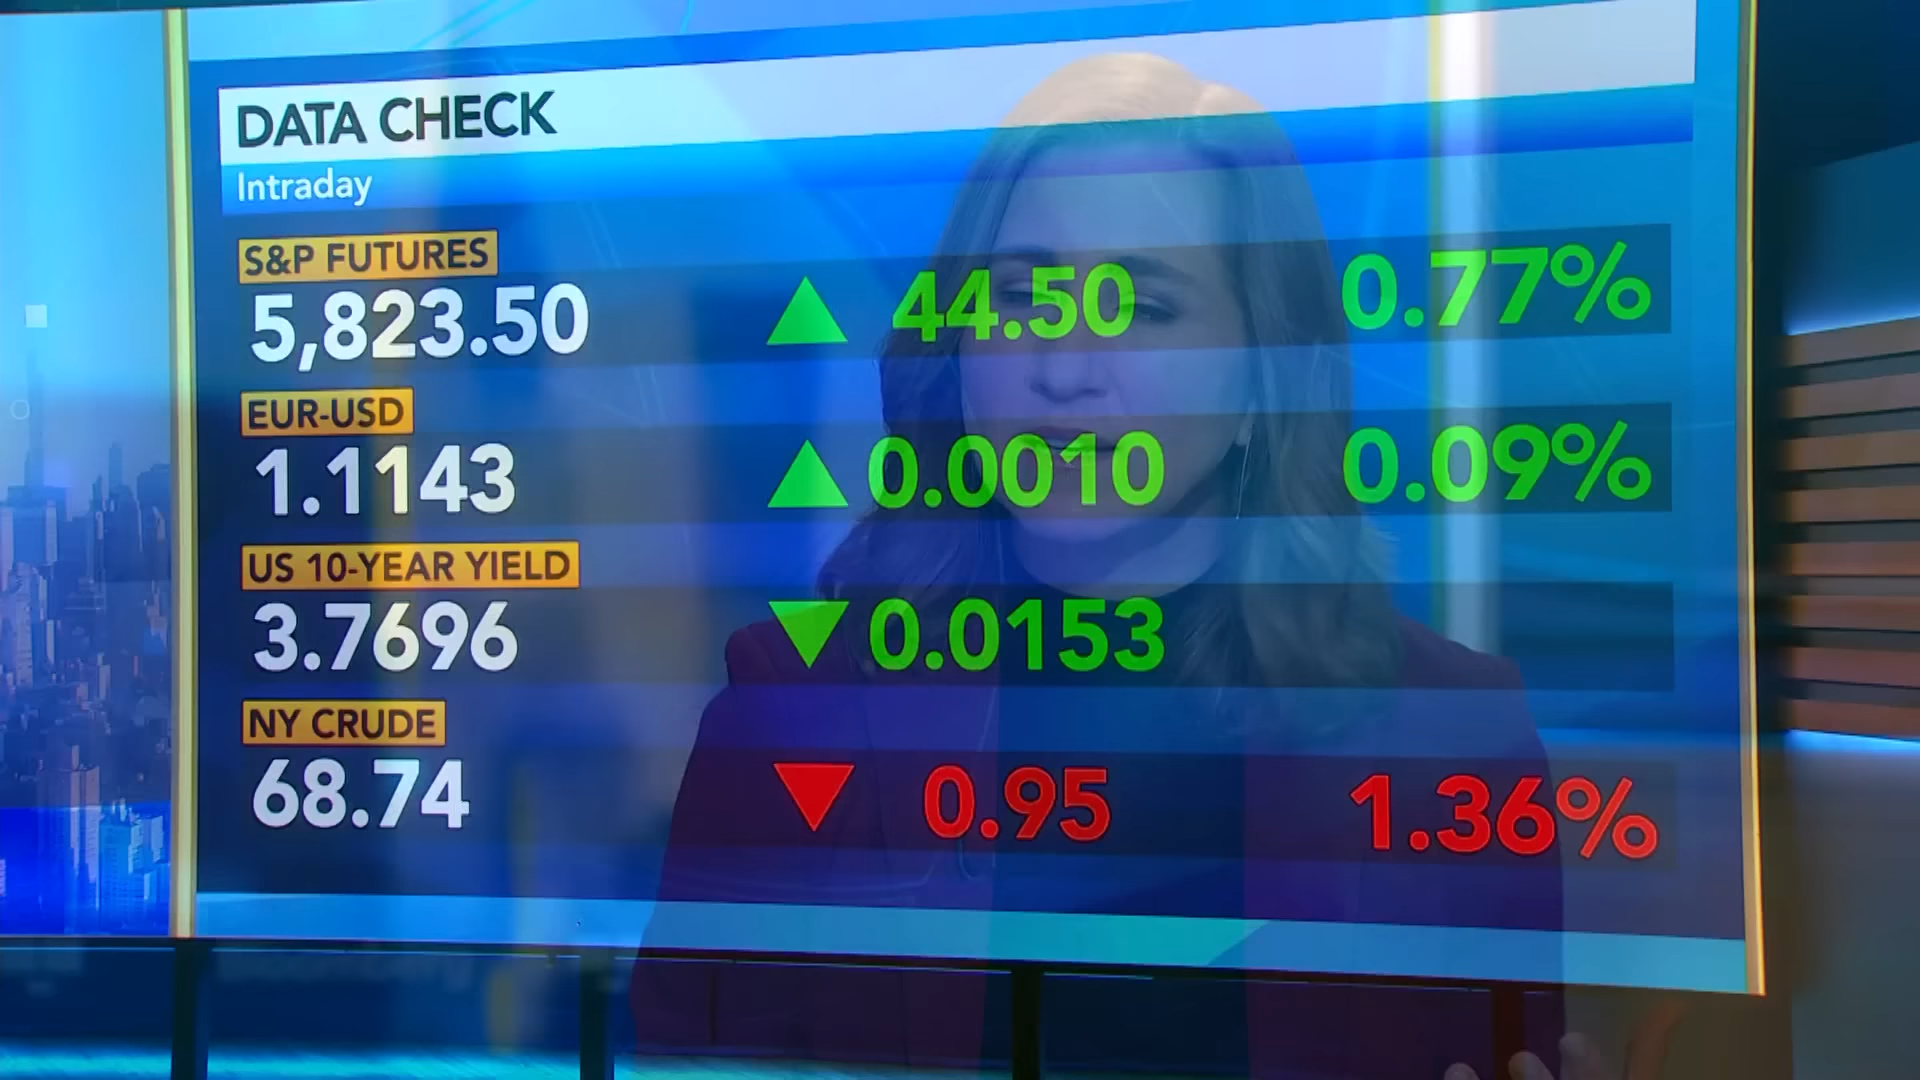 DATA CHECK
Intraday
S&P FUTURES
5,823.50 ▲ 44.50 0.77%
EUR-USD
1.1143 ▲ 0.0010 0.09%
US 10-YEAR YIELD
3.7696 ▼ 0.0153
NY CRUDE
68.74 ▼ 0.95 1.36%